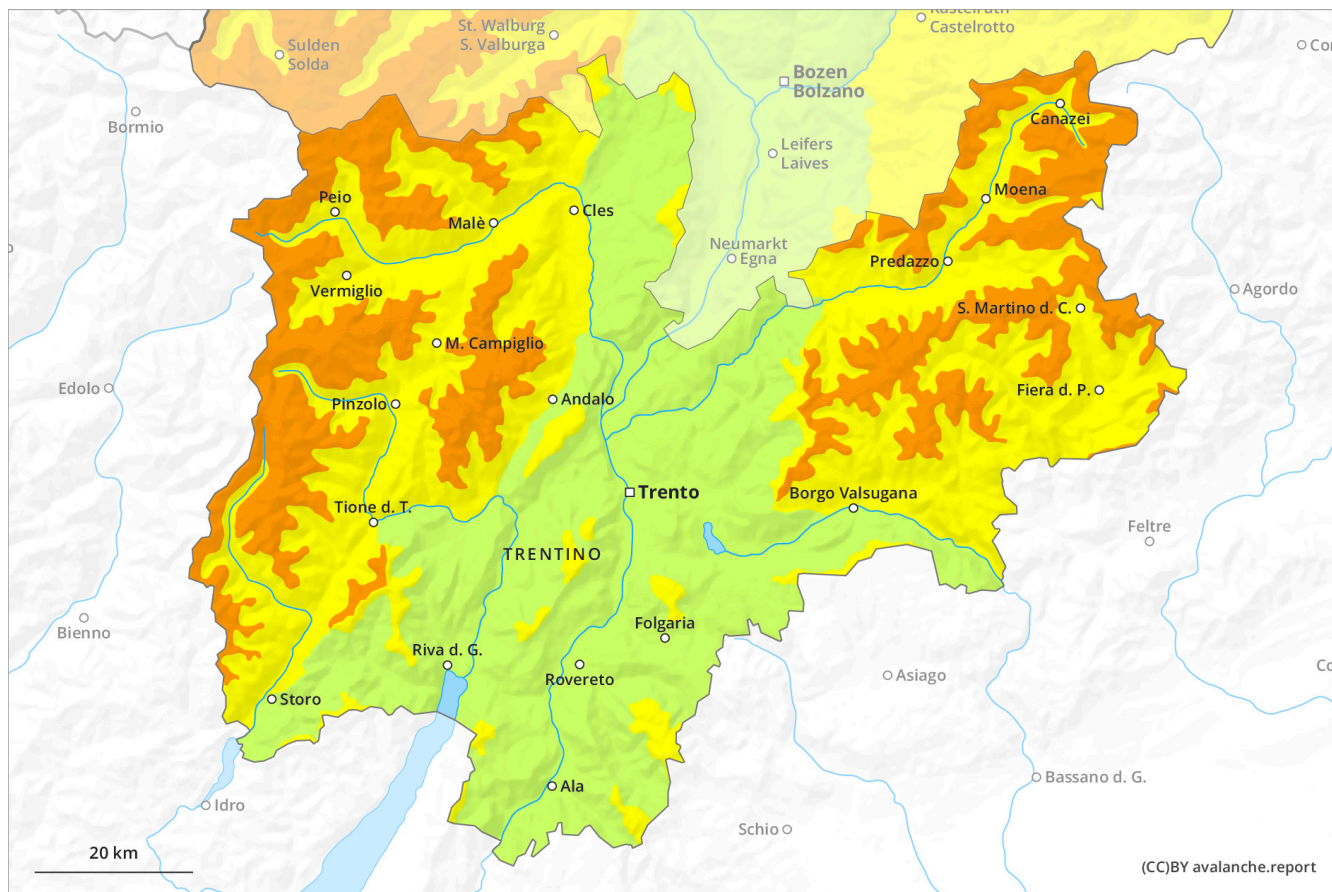 Kastelruth
Castelrotto
St. Walburg
S. Valburga
Sulden
Solda
Bozen
Bolzano
Canazei
Bormio
Leifers
Laives
Peio
Moena
Malè
Cles
Neumarkt
Egna
Predazzo
Vermiglio
Agordo
S. Martino d. C.
M. Campiglio
Edolo
Fiera d. P.
Pinzolo
Andalo
Trento
Borgo Valsugana
Tione d. T.
Feltre
TRENTINO
Bienno
Folgaria
Riva d. G.
Rovereto
Asiago
Storo
Bassano d. G.
Ala
Idro
Schio
20 km
(CC)BY avalanche.report